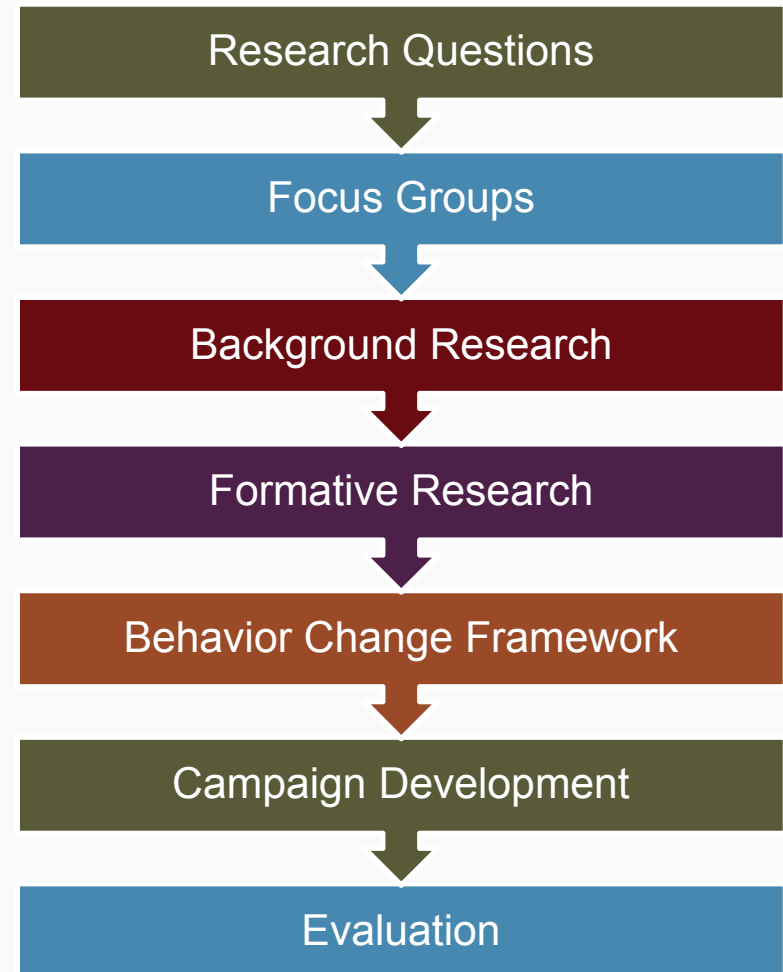 Research Questions
Focus Groups
Background Research
Formative Research
Behavior Change Framework
Campaign Development
Evaluation